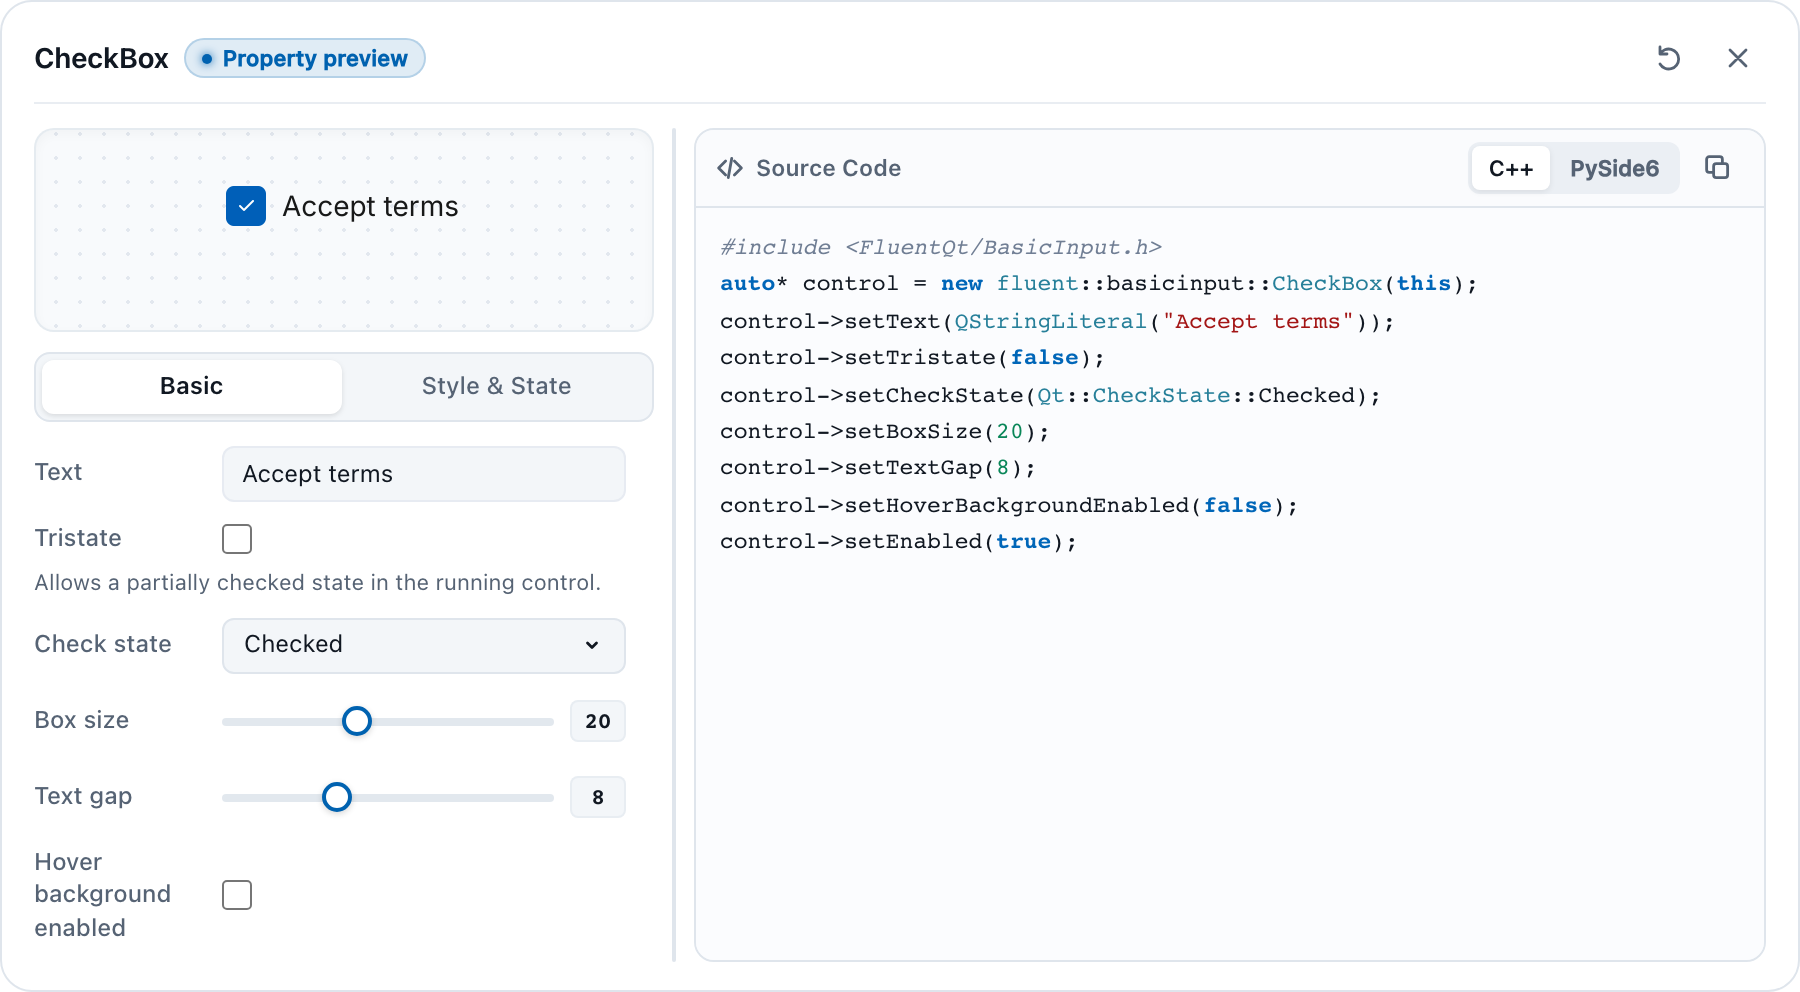 CheckBox
Property preview
Accept terms
Basic
Style & State
Text
Accept terms
Tristate
Allows a partially checked state in the running control.
Check state
Checked
Box size
20
Text gap
8
Hover
background
enabled
Source Code
C++
PySide6
#include <FluentQt/BasicInput.h>
auto* control = new fluent::basicinput::CheckBox(this);
control->setText(QStringLiteral("Accept terms"));
control->setTristate(false);
control->setCheckState(Qt::CheckState::Checked);
control->setBoxSize(20);
control->setTextGap(8);
control->setHoverBackgroundEnabled(false);
control->setEnabled(true);